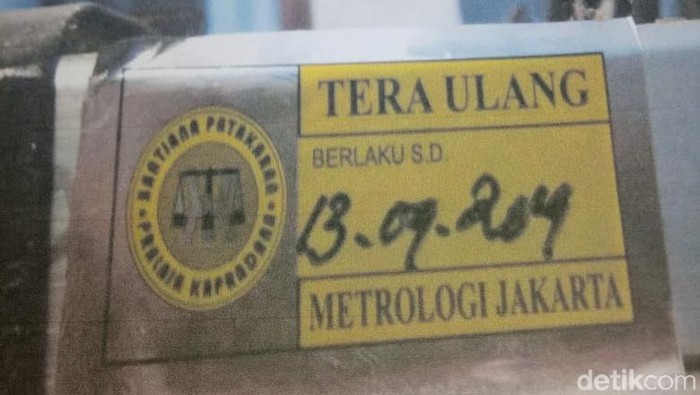 TERA ULANG
BERLAKU S.D.
13.09.2014
METROLOGI JAKARTA
detikcom